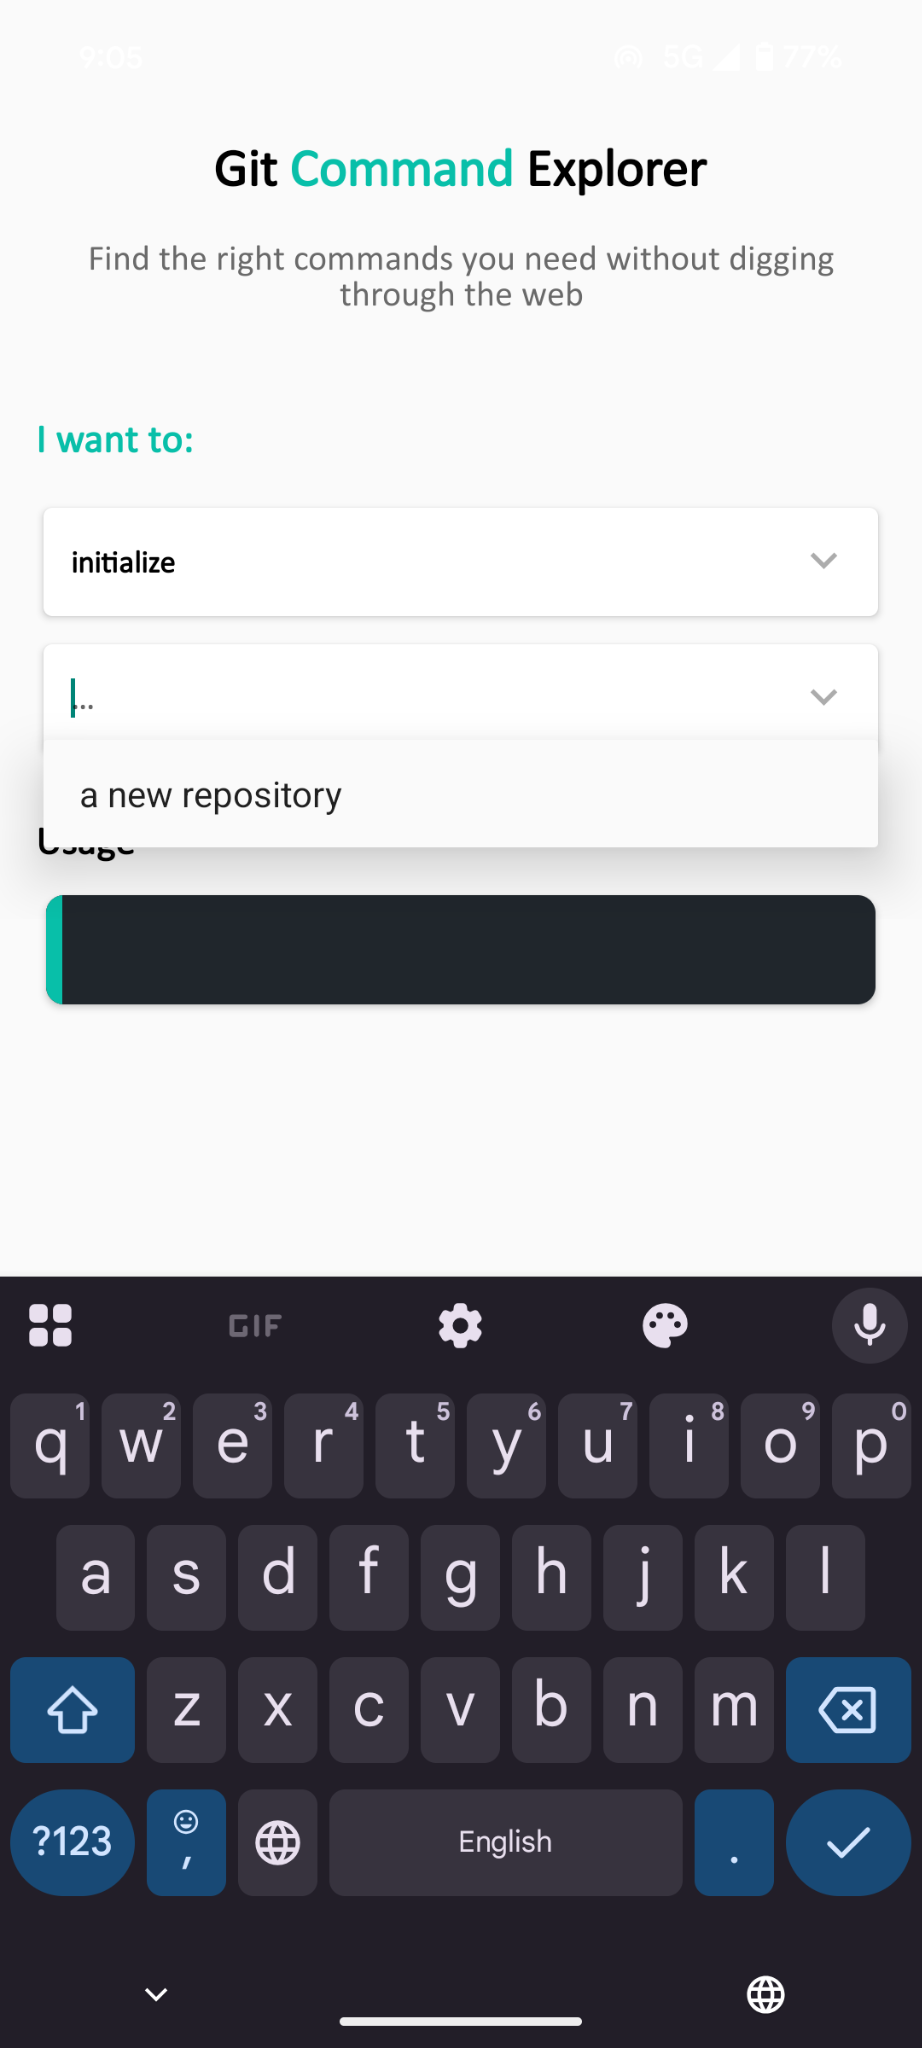 9:05
5G
77%
Git Command Explorer
Find the right commands you need without digging
through the web
I want to:
initialize
...
a new repository
Usage
GIF
q 1 w 2 e 3 r 4 t 5 y 6 u 7 i 8 o 9 p 0
a s d f g h j k l
z x c v b n m
?123 , English .